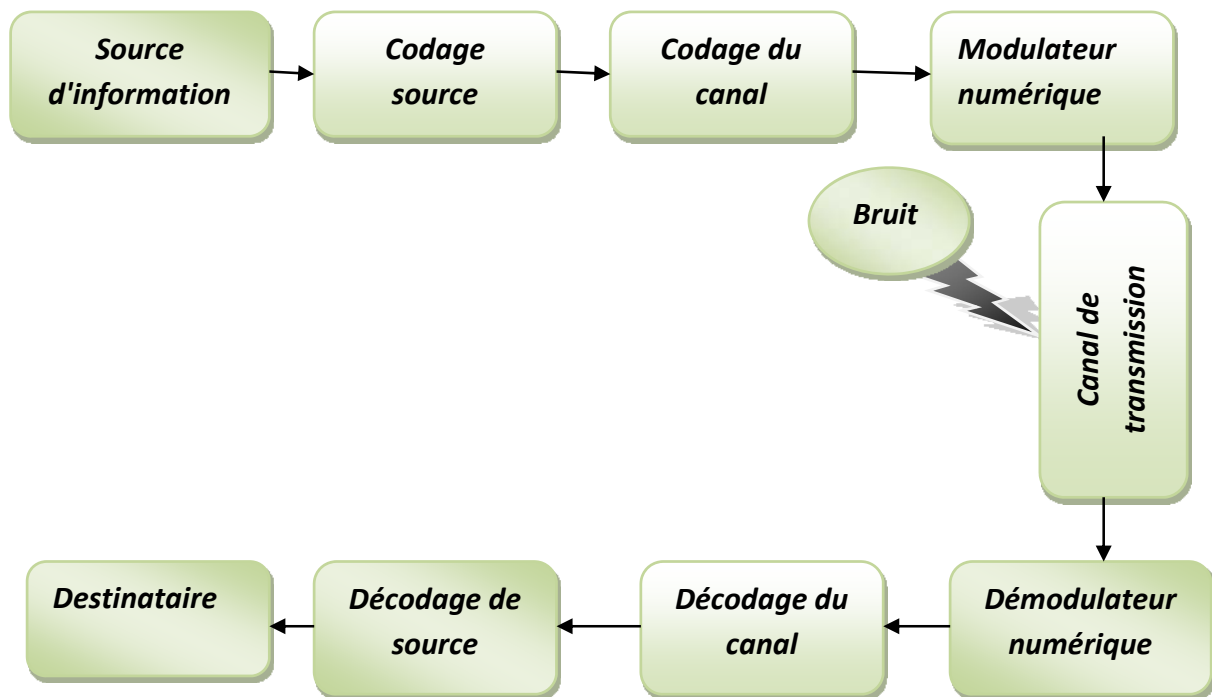 Source
d'information
Codage
source
Codage du
canal
Modulateur
numérique
Bruit
Canal de
transmission
Démodulateur
numérique
Décodage du
canal
Décodage de
source
Destinataire